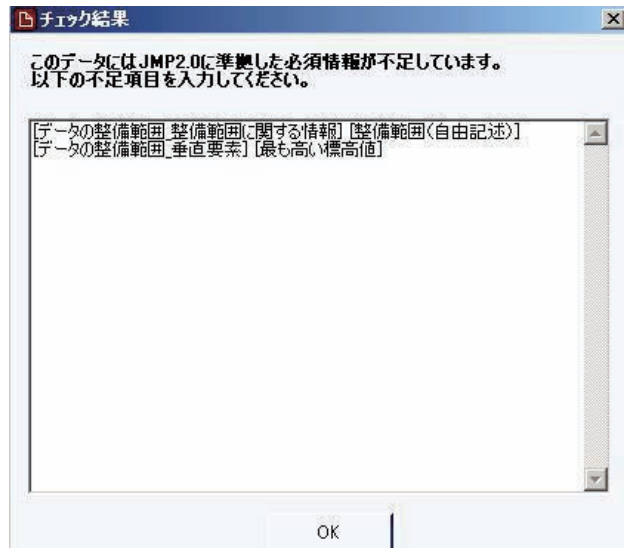 チェック結果
このデータにはJMP2.0に準拠した必須情報が不足しています。
以下の不足項目を入力してください。
[データの整備範囲_整備範囲に関する情報] [整備範囲(自由記述)]
[データの整備範囲_垂直要素] [最も高い標高値]
OK